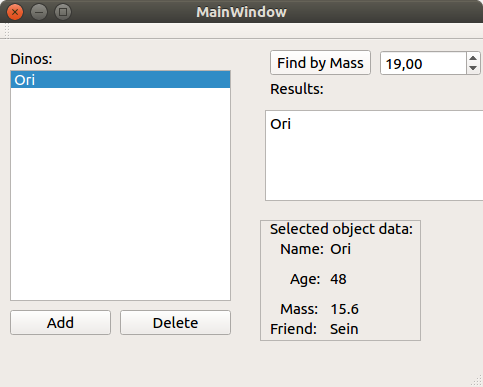 MainWindow
Dinos:
Ori
Add
Delete
Find by Mass
19,00
Results:
Ori
Selected object data:
Name: Ori
Age: 48
Mass: 15.6
Friend: Sein